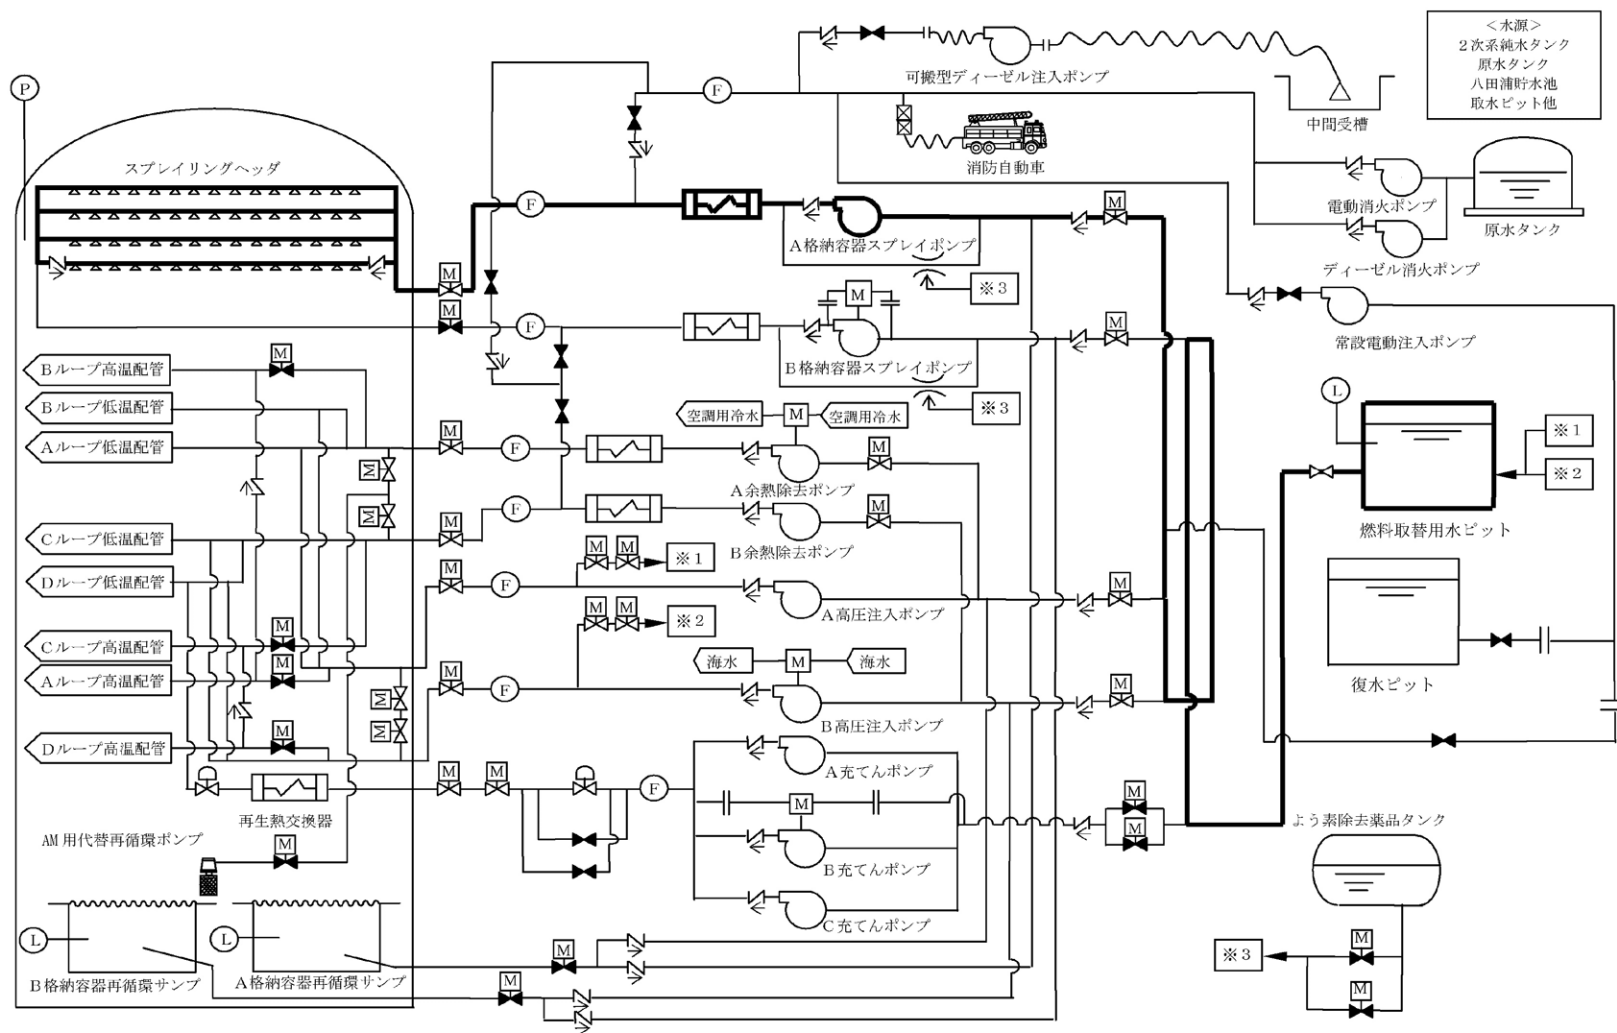 ＜水源＞
２次系純水タンク
原水タンク
八田浦貯水池
取水ピット他
可搬型ディーゼル注入ポンプ
中間受槽
消防自動車
P
F
スプレイリングヘッダ
電動消火ポンプ
原水タンク
ディーゼル消火ポンプ
F
M
A格納容器スプレイポンプ
M
※3
M
M
F
M
B格納容器スプレイポンプ
常設電動注入ポンプ
※3
M
Bループ高温配管
Bループ低温配管
空調用冷水
M
空調用冷水
L
※1
※2
燃料取替用水ピット
Aループ低温配管
M
F
M
M
A余熱除去ポンプ
M
M
F
M
B余熱除去ポンプ
Cループ低温配管
M
M
M
※1
Dループ低温配管
M
F
A高圧注入ポンプ
M
M
M
※2
Cループ高温配管
M
海水
M
海水
Aループ高温配管
M
M
F
M
復水ピット
M
B高圧注入ポンプ
M
Dループ高温配管
M
A充てんポンプ
M
M
F
M
M
M
再生熱交換器
AM用代替再循環ポンプ
M
B充てんポンプ
よう素除去薬品タンク
C充てんポンプ
L
L
B格納容器再循環サンプ
A格納容器再循環サンプ
M
M
※3
M
M